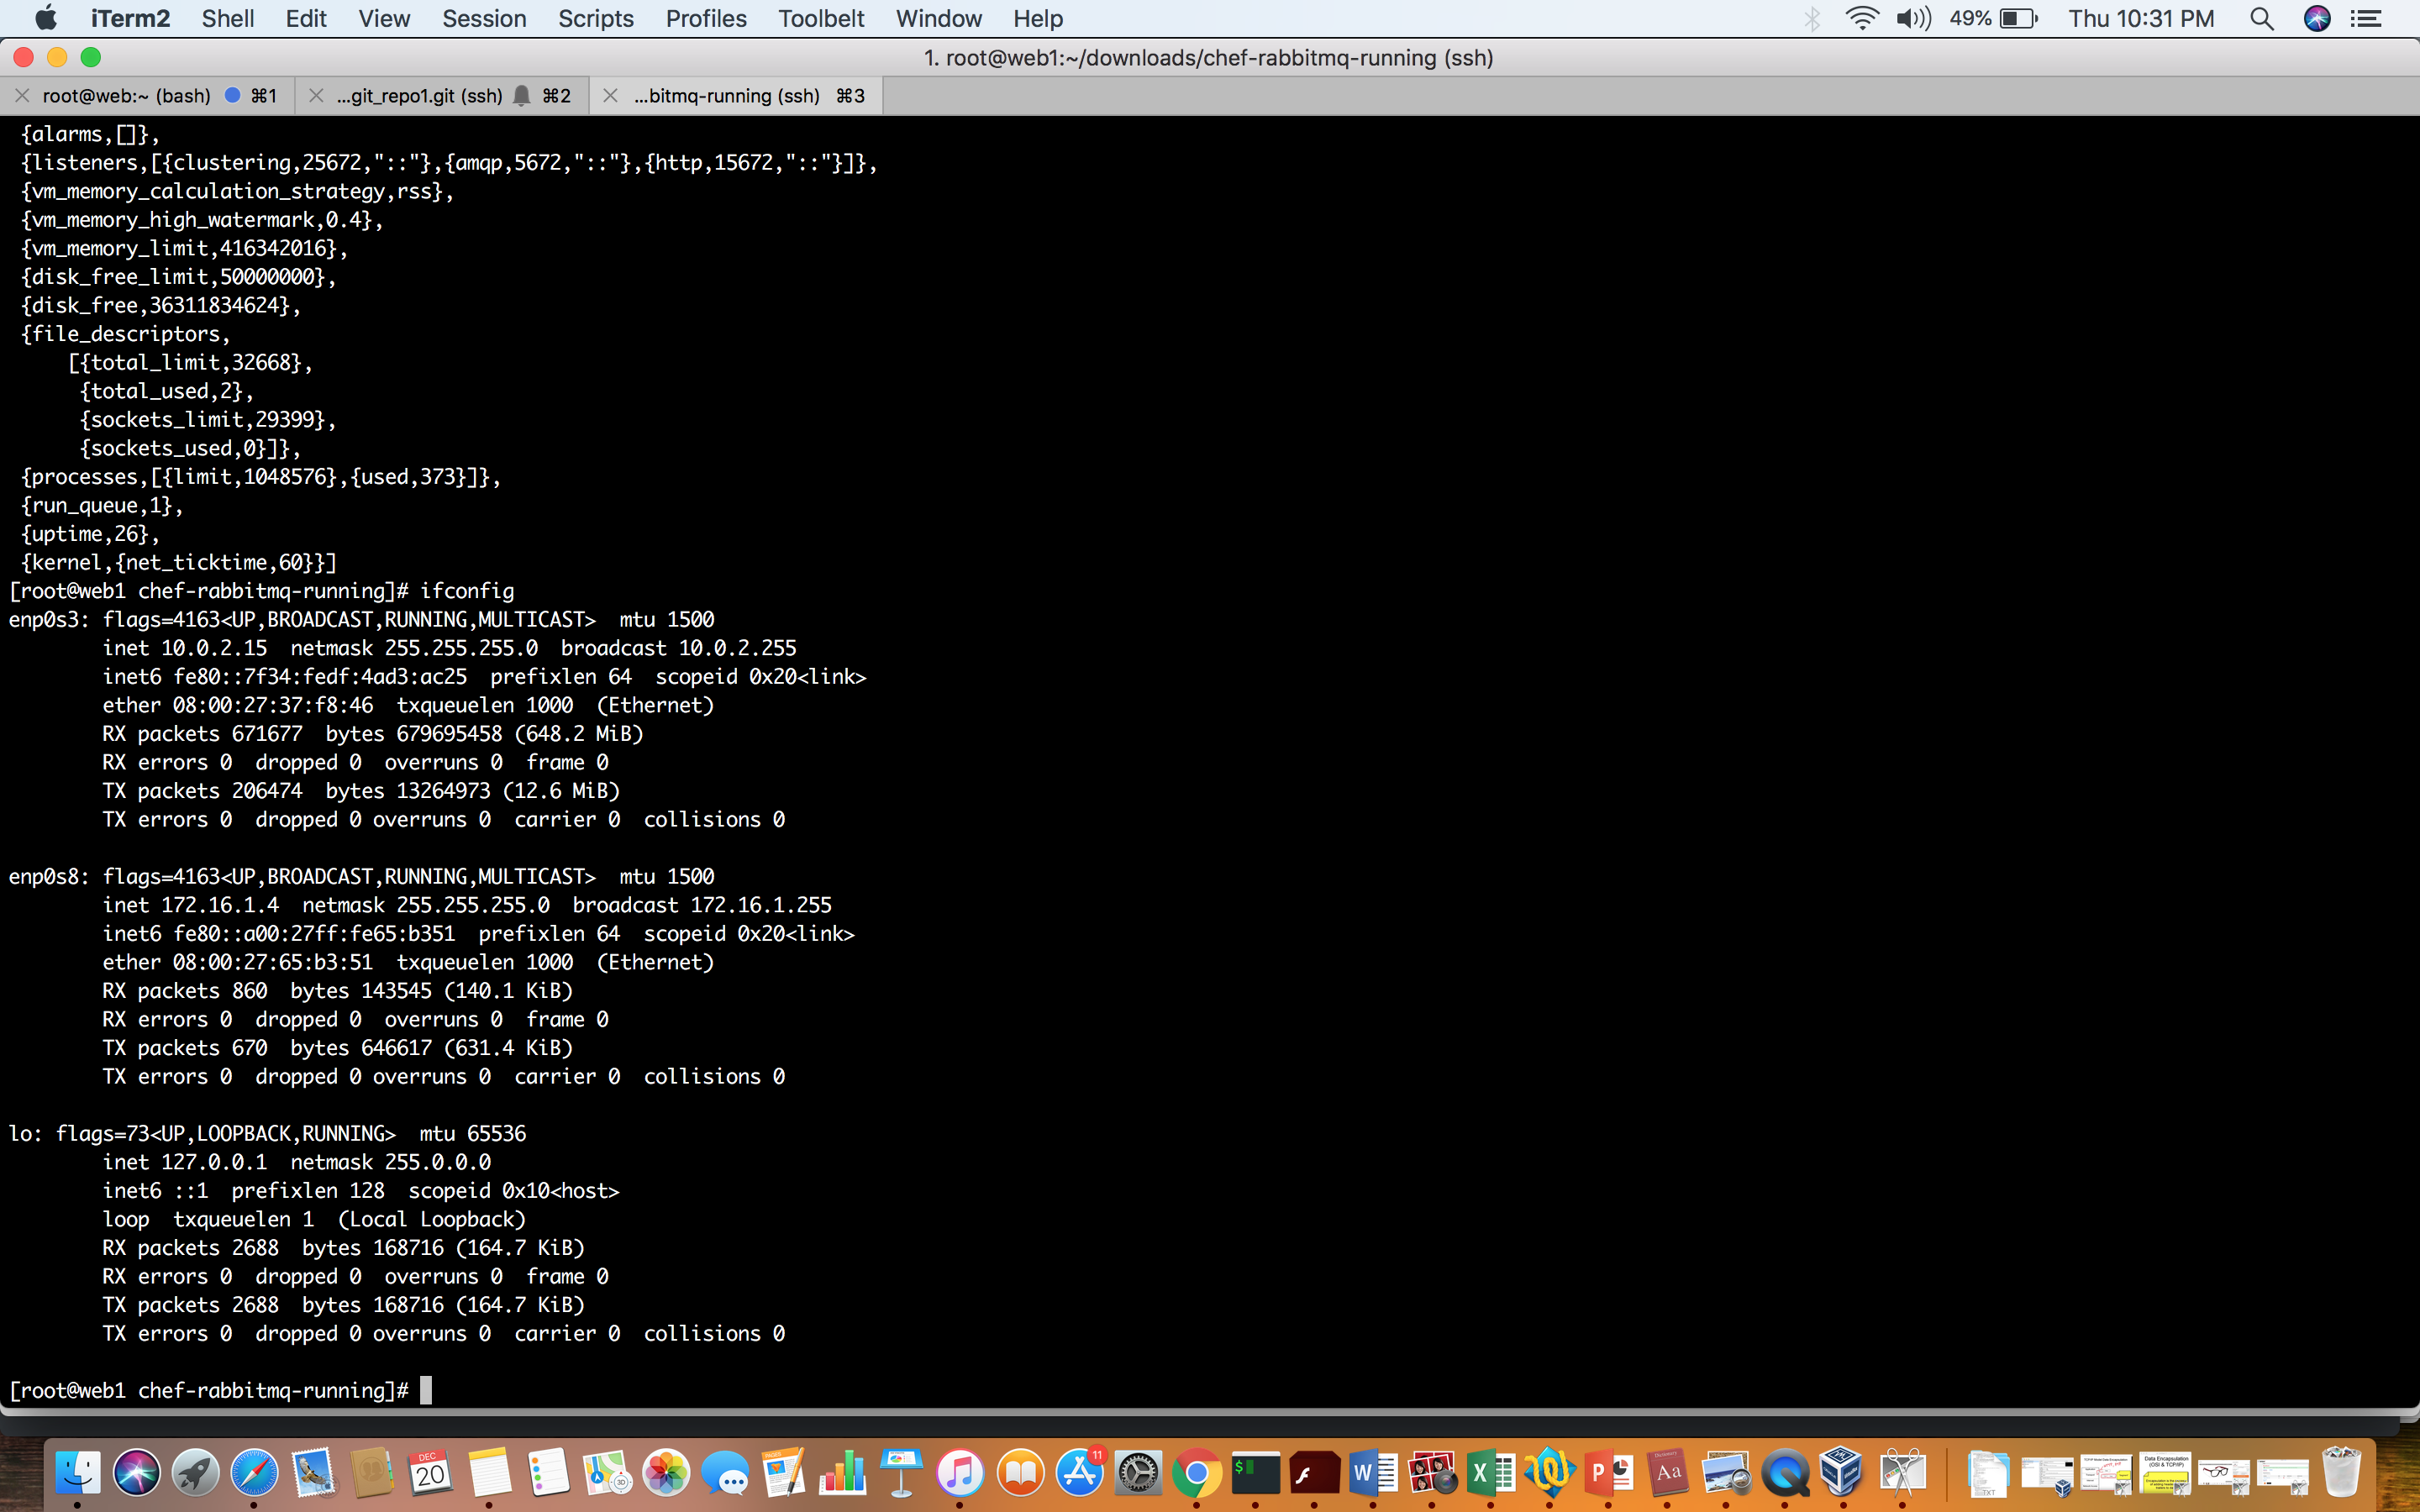 iTerm2 Shell Edit View Session Scripts Profiles Toolbelt Window Help 49% Thu 10:31 PM
1. root@web1:~/downloads/chef-rabbitmq-running (ssh)
root@web:~ (bash) ⌘1 ...git_repo1.git (ssh) ⌘2 ...bitmq-running (ssh) ⌘3
{alarms,[]},
{listeners,[{clustering,25672,"::"},{amqp,5672,"::"},{http,15672,"::"}]},
{vm_memory_calculation_strategy,rss},
{vm_memory_high_watermark,0.4},
{vm_memory_limit,416342016},
{disk_free_limit,50000000},
{disk_free,36311834624},
{file_descriptors,
[{total_limit,32668},
{total_used,2},
{sockets_limit,29399},
{sockets_used,0}]},
{processes,[{limit,1048576},{used,373}]},
{run_queue,1},
{uptime,26},
{kernel,{net_ticktime,60}}]
[root@web1 chef-rabbitmq-running]# ifconfig
enp0s3: flags=4163<UP,BROADCAST,RUNNING,MULTICAST>  mtu 1500
inet 10.0.2.15  netmask 255.255.255.0  broadcast 10.0.2.255
inet6 fe80::7f34:fedf:4ad3:ac25  prefixlen 64  scopeid 0x20<link>
ether 08:00:27:37:f8:46  txqueuelen 1000  (Ethernet)
RX packets 671677  bytes 679695458 (648.2 MiB)
RX errors 0  dropped 0  overruns 0  frame 0
TX packets 206474  bytes 13264973 (12.6 MiB)
TX errors 0  dropped 0 overruns 0  carrier 0  collisions 0
enp0s8: flags=4163<UP,BROADCAST,RUNNING,MULTICAST>  mtu 1500
inet 172.16.1.4  netmask 255.255.255.0  broadcast 172.16.1.255
inet6 fe80::a00:27ff:fe65:b351  prefixlen 64  scopeid 0x20<link>
ether 08:00:27:65:b3:51  txqueuelen 1000  (Ethernet)
RX packets 860  bytes 143545 (140.1 KiB)
RX errors 0  dropped 0  overruns 0  frame 0
TX packets 670  bytes 646617 (631.4 KiB)
TX errors 0  dropped 0 overruns 0  carrier 0  collisions 0
lo: flags=73<UP,LOOPBACK,RUNNING>  mtu 65536
inet 127.0.0.1  netmask 255.0.0.0
inet6 ::1  prefixlen 128  scopeid 0x10<host>
loop  txqueuelen 1  (Local Loopback)
RX packets 2688  bytes 168716 (164.7 KiB)
RX errors 0  dropped 0  overruns 0  frame 0
TX packets 2688  bytes 168716 (164.7 KiB)
TX errors 0  dropped 0 overruns 0  carrier 0  collisions 0
[root@web1 chef-rabbitmq-running]#
DEC 20 3D PAGES 11 $ W X P Dictionary Aa TXT Data Encapsulation (OSI & TCP/IP)